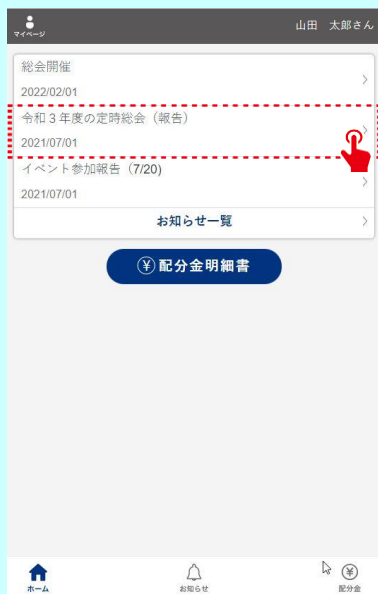 マイページ
山田 太郎さん
総会開催
2022/02/01
令和3年度の定時総会（報告）
2021/07/01
イベント参加報告（7/20)
2021/07/01
お知らせ一覧
¥配分金明細書
ホーム
お知らせ
¥
配分金